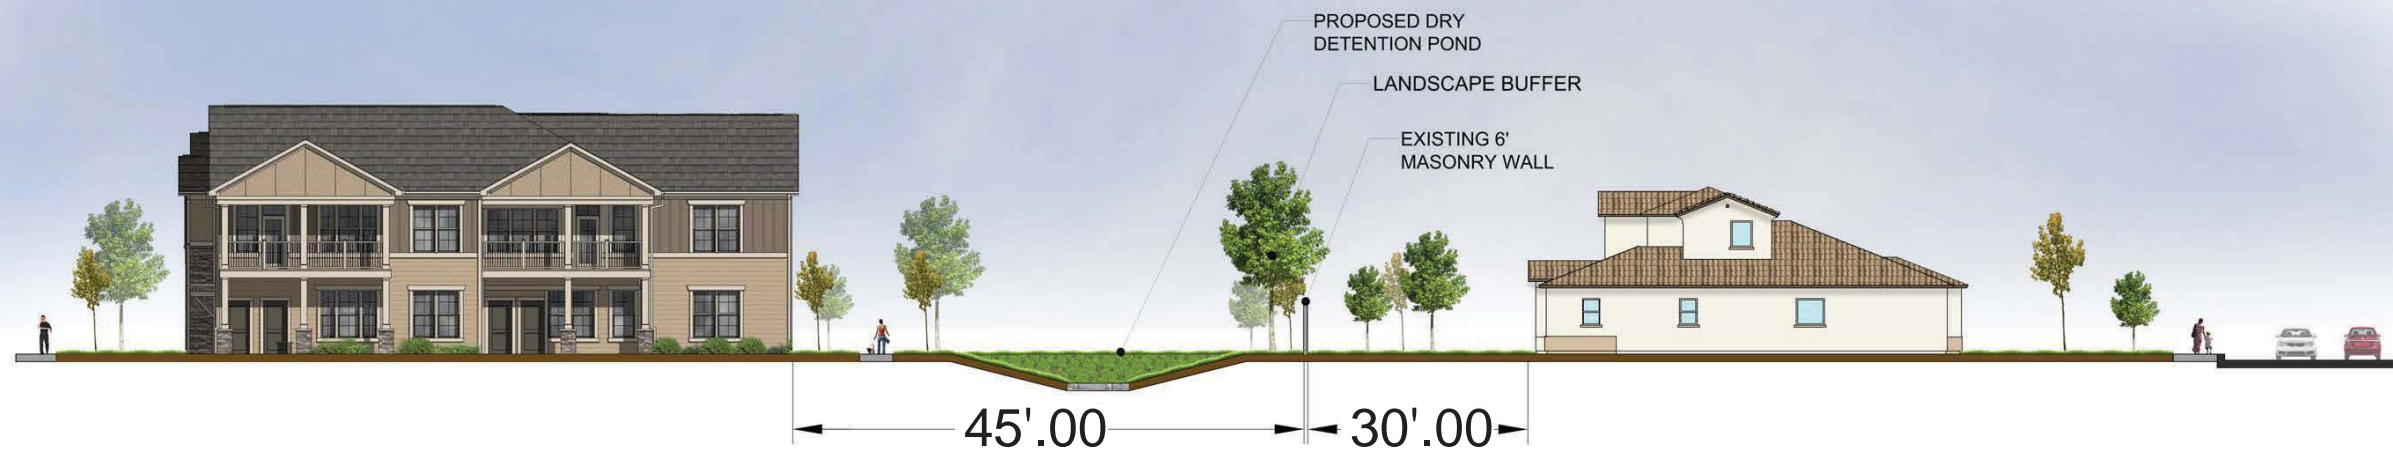 PROPOSED DRY
DETENTION POND
LANDSCAPE BUFFER
EXISTING 6'
MASONRY WALL
45'.00
30'.00